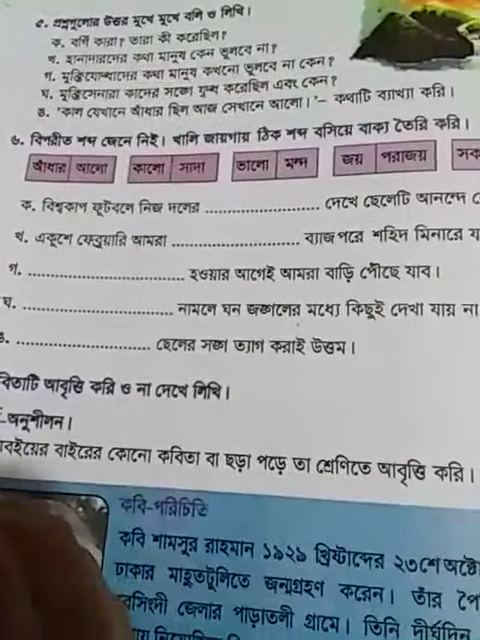 ৫. প্রশ্নগুলোর উত্তর মুখে মুখে বলি ও লিখি।
ক. বর্গি কারা? তারা কী করেছিল?
খ. হানাদারদের কথা মানুষ কেন ভুলবে না?
গ. মুক্তিযোদ্ধাদের কথা মানুষ কখনো ভুলবে না কেন?
ঘ. মুক্তিসেনারা কাদের সঙ্গে যুদ্ধ করেছিল এবং কেন?
ঙ. 'কাল যেখানে আঁধার ছিল আজ সেখানে আলো।'– কথাটি ব্যাখ্যা করি।
৬. বিপরীত শব্দ জেনে নিই। খালি জায়গায় ঠিক শব্দ বসিয়ে বাক্য তৈরি করি।
আঁধার আলো কালো সাদা ভালো মন্দ জয় পরাজয় সক
ক. বিশ্বকাপ ফুটবলে নিজ দলের .................... দেখে ছেলেটি আনন্দে
খ. একুশে ফেব্রুয়ারি আমরা ........................ ব্যাজ পরে শহিদ মিনারে য
গ. ............................ হওয়ার আগেই আমরা বাড়ি পৌঁছে যাব।
ঘ. ............................ নামলে ঘন জঙ্গলের মধ্যে কিছুই দেখা যায় না
ঙ. ........................ ছেলের সঙ্গ ত্যাগ করাই উত্তম।
বিতাটি আবৃত্তি করি ও না দেখে লিখি।
-অনুশীলন।
বইয়ের বাইরের কোনো কবিতা বা ছড়া পড়ে তা শ্রেণিতে আবৃত্তি করি।
কবি-পরিচিতি
কবি শামসুর রাহমান ১৯২৯ খ্রিষ্টাব্দের ২৩শে অক্টো
ঢাকার মাহুতটুলিতে জন্মগ্রহণ করেন। তাঁর পৈ
রসিংদী জেলার পাড়াতলী গ্রামে। তিনি দীর্ঘদিন